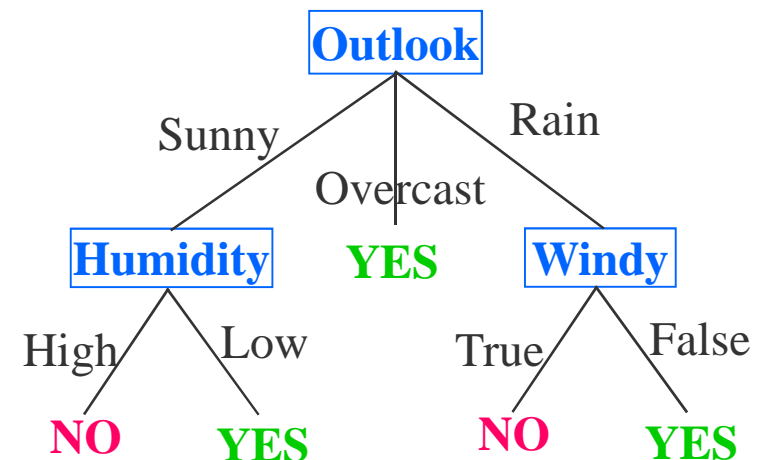 Outlook
Sunny
Rain
Overcast
Humidity
YES
Windy
High
Low
True
False
NO
YES
NO
YES